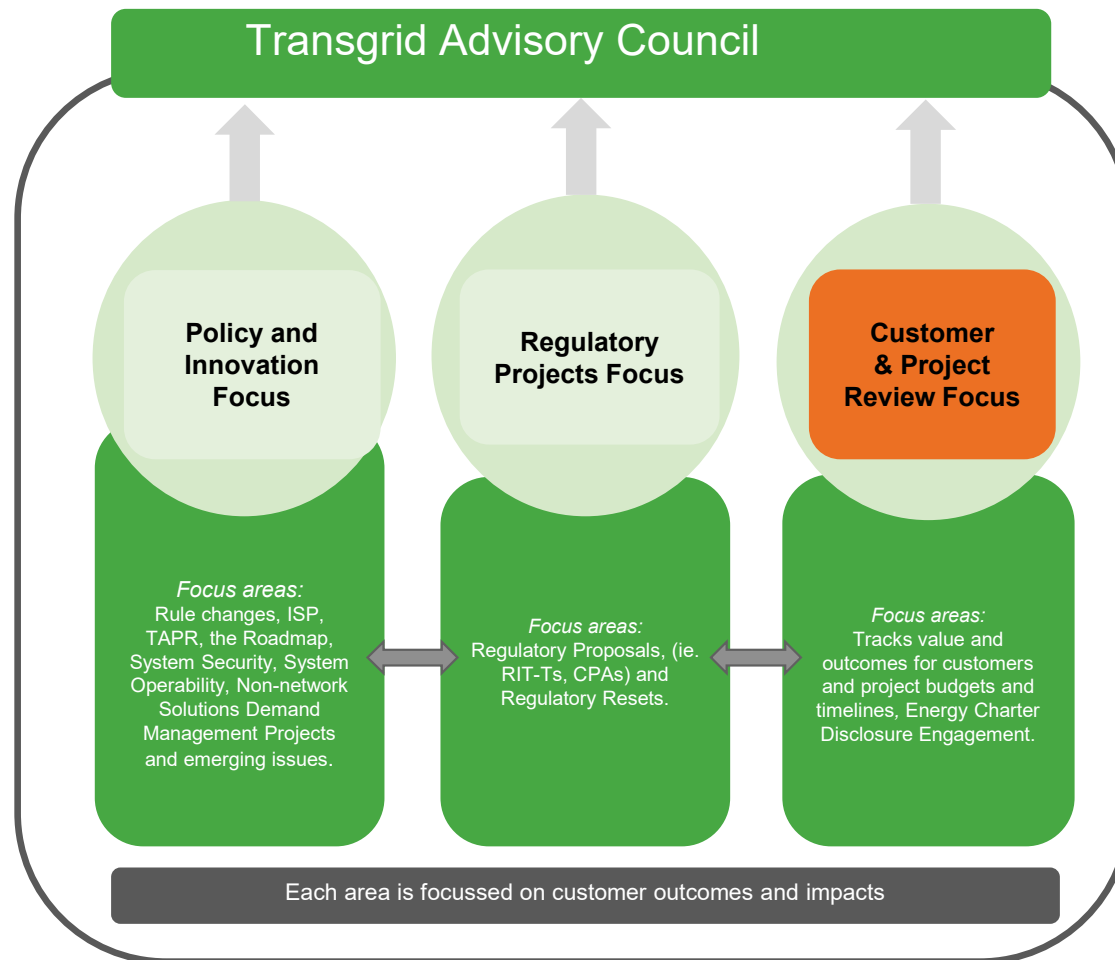 Transgrid Advisory Council
Policy and
Innovation
Focus
Regulatory
Projects Focus
Customer
& Project
Review Focus
Focus areas:
Rule changes, ISP,
TAPR, the Roadmap,
System Security, System
Operability, Non-network
Solutions Demand
Management Projects
and emerging issues.
Focus areas:
Regulatory Proposals, (ie.
RIT-Ts, CPAs) and
Regulatory Resets.
Focus areas:
Tracks value and
outcomes for customers
and project budgets and
timelines, Energy Charter
Disclosure Engagement.
Each area is focussed on customer outcomes and impacts